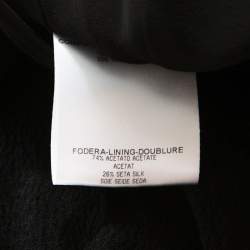 FODERA-LINING-DOUBLURE
74% ACETATO ACETATE
ACETAT
26% SETA SILK
SOIE SEIDE SEDA